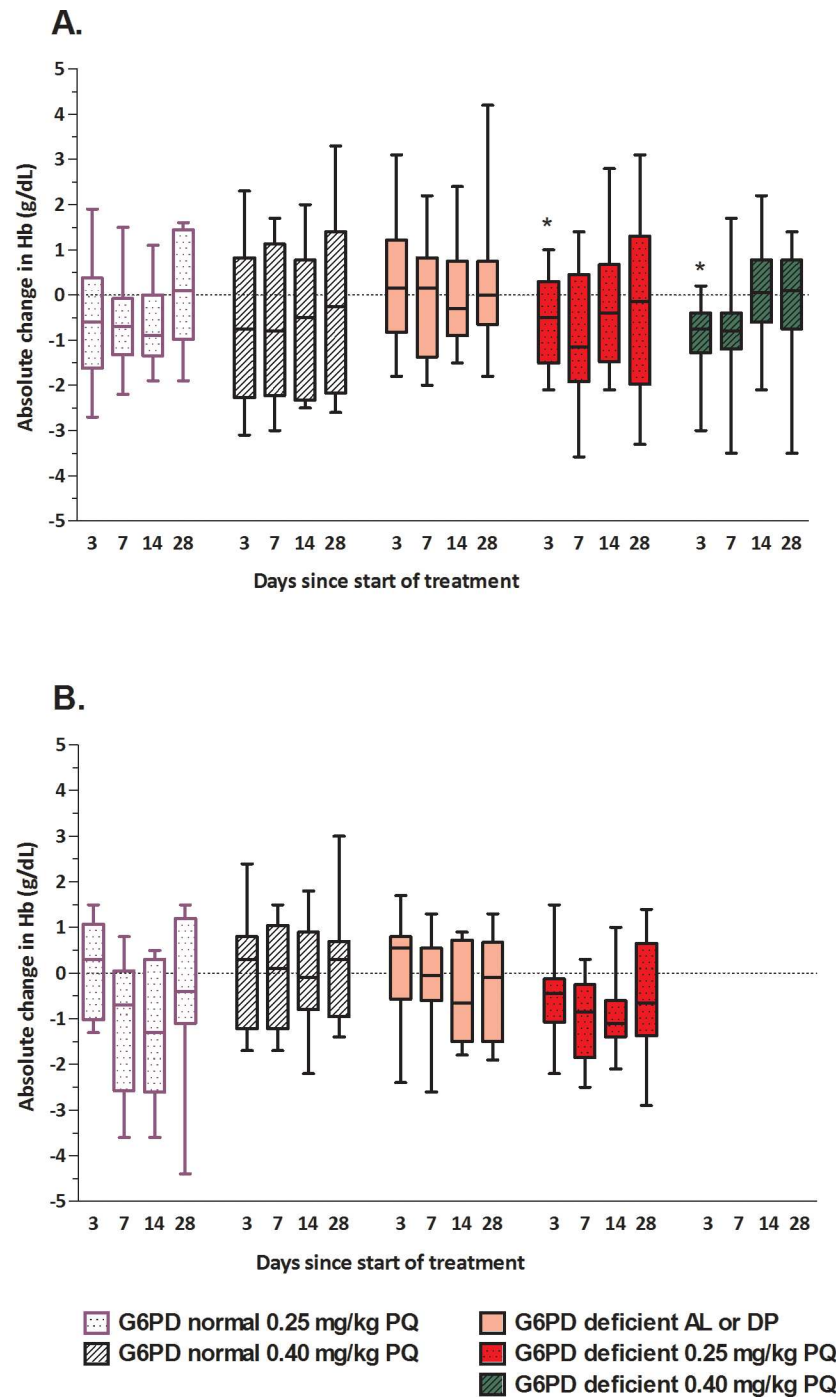 A.
5
4
3
2
1
0
-1
-2
-3
-4
-5
Absolute change in Hb (g/dL)
*
*
3 7 14 28 3 7 14 28 3 7 14 28 3 7 14 28 3 7 14 28
Days since start of treatment
B.
5
4
3
2
1
0
-1
-2
-3
-4
-5
Absolute change in Hb (g/dL)
3 7 14 28 3 7 14 28 3 7 14 28 3 7 14 28 3 7 14 28
Days since start of treatment
G6PD normal 0.25 mg/kg PQ
G6PD normal 0.40 mg/kg PQ
G6PD deficient AL or DP
G6PD deficient 0.25 mg/kg PQ
G6PD deficient 0.40 mg/kg PQ